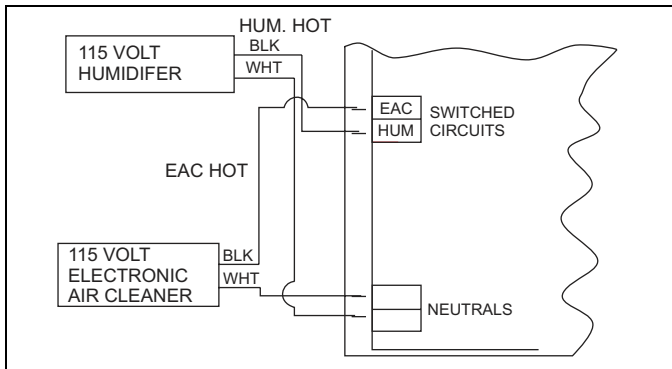 HUM. HOT
115 VOLT
HUMIDIFER
BLK
WHT
EAC
HUM
SWITCHED
CIRCUITS
EAC HOT
115 VOLT
ELECTRONIC
AIR CLEANER
BLK
WHT
NEUTRALS